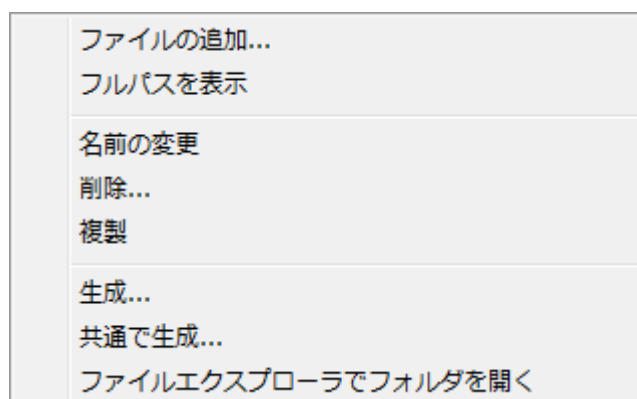 ファイルの追加...
フルパスを表示
名前の変更
削除...
複製
生成...
共通で生成...
ファイルエクスプローラでフォルダを開く